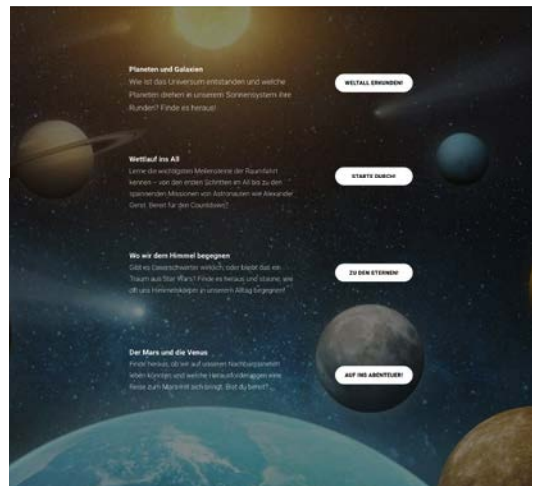 Planeten und Galaxien
Wie ist das Universum entstanden und welche
Planeten drehen in unserem Sonnensystem ihre
Runden? Finde es heraus!
WELTALL ERKUNDEN!
Wettlauf ins All
Lerne die wichtigsten Meilensteine der Raumfahrt
kennen – von den ersten Schritten im All bis zu den
spannenden Missionen von Astronauten wie Alexander
Gerst. Bereit für den Countdown?
STARTE DURCH!
Wo wir dem Himmel begegnen
Gibt es Laserschwerter wirklich, oder bleibt das ein
Traum aus Star Wars? Finde es heraus und staune, wie
oft uns Himmelskörper in unserem Alltag begegnen!
ZU DEN STERNEN!
Der Mars und die Venus
Finde heraus, ob wir auf unseren Nachbarplaneten
leben könnten und welche Herausforderungen eine
Reise zum Mars mit sich bringt. Bist du bereit?
AUF INS ABENTEUER!